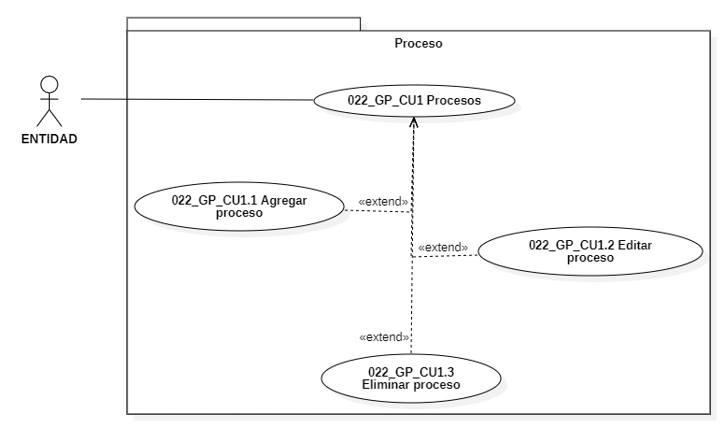 Proceso
ENTIDAD
022_GP_CU1 Procesos
022_GP_CU1.1 Agregar
proceso
«extend»
«extend»
022_GP_CU1.2 Editar
proceso
«extend»
022_GP_CU1.3
Eliminar proceso